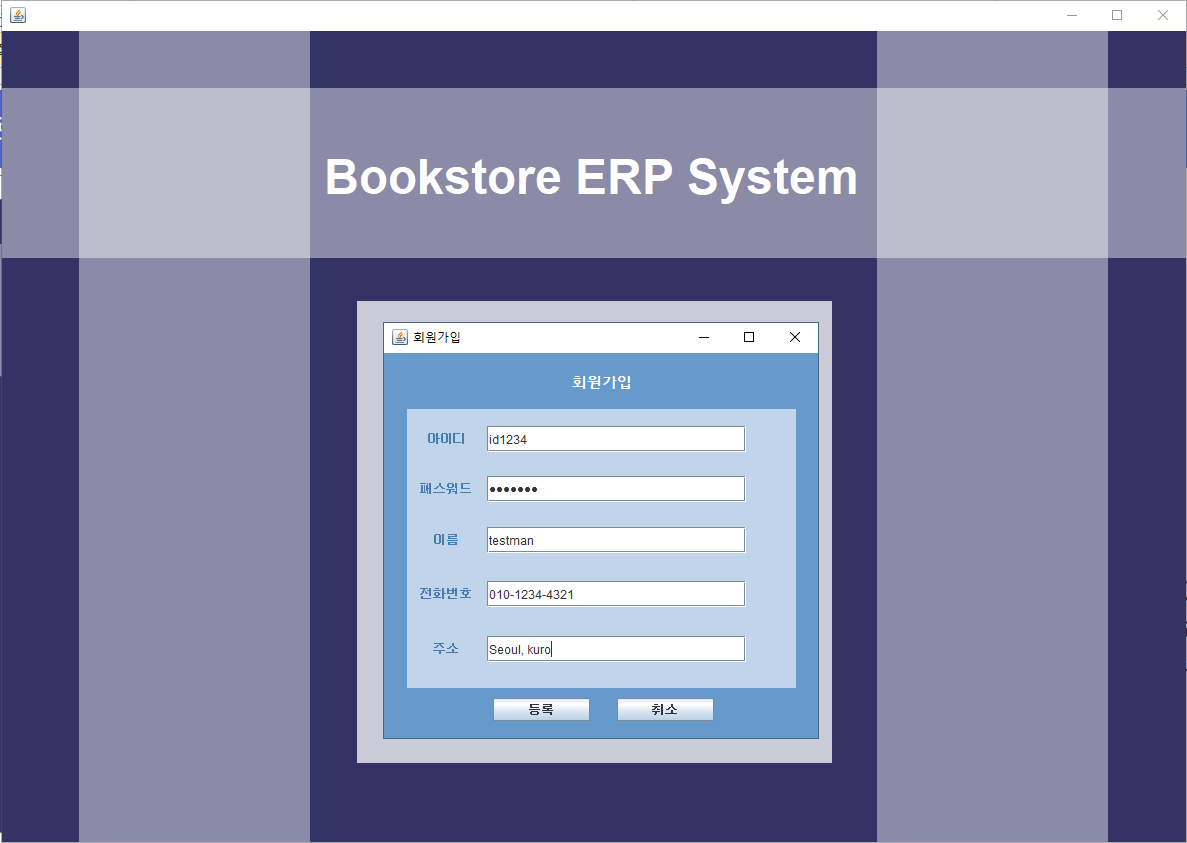 Bookstore ERP System
회원가입
회원가입
아이디 id1234
패스워드 •••••••
이름 testman
전화번호 010-1234-4321
주소 Seoul, kuro
등록 취소